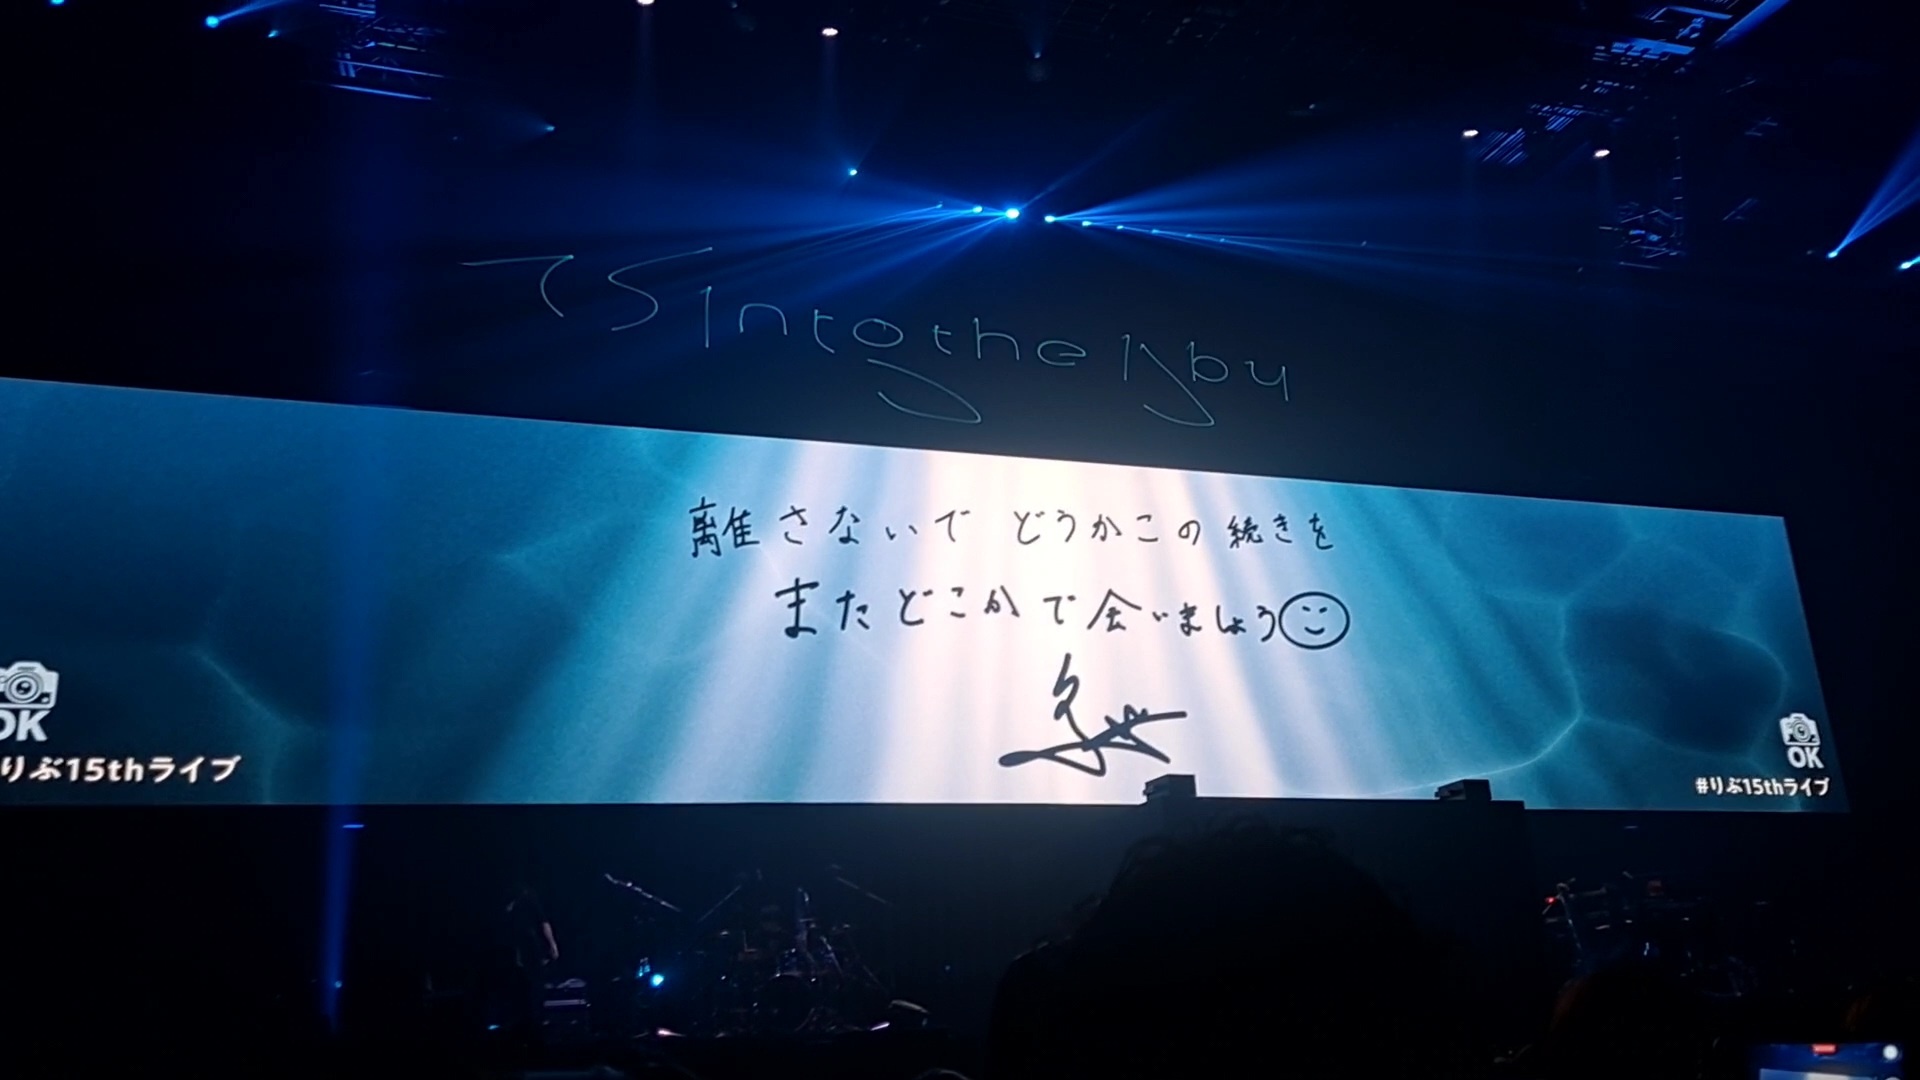 Into the
離さないで どうかこの続きを
またどこかで会いましょう
OK
りぶ15thライブ
OK
#りぶ15thライブ